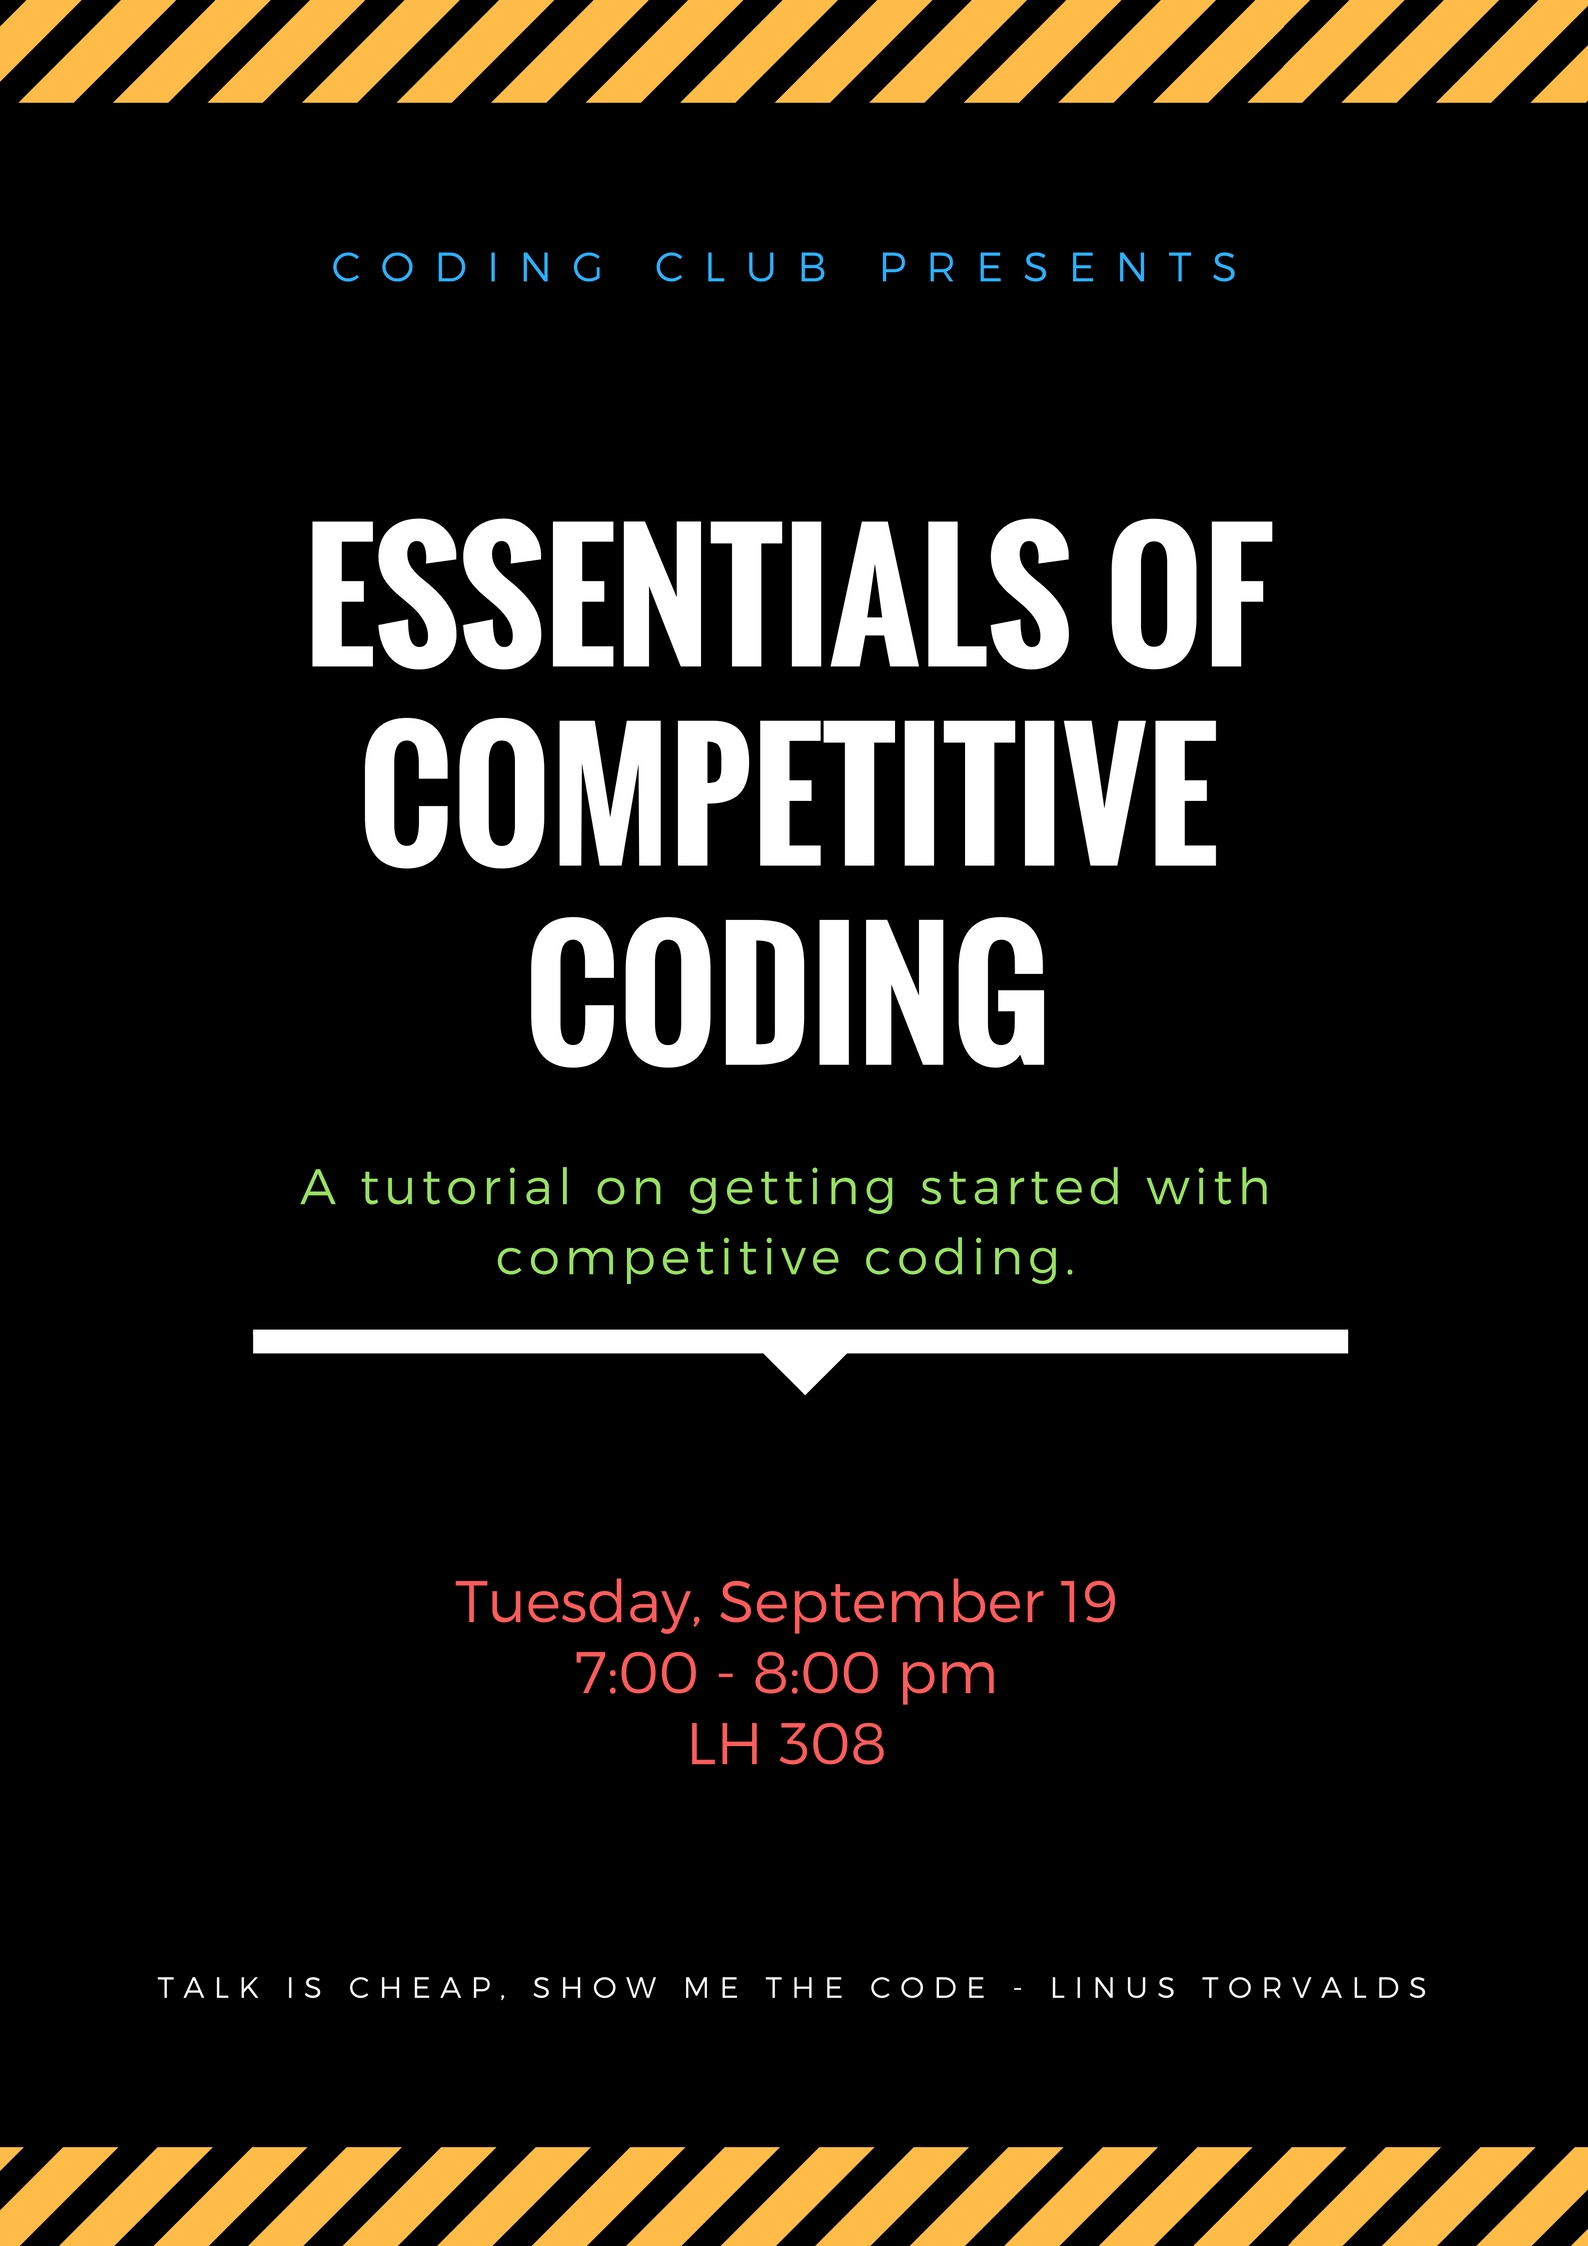 CODING CLUB PRESENTS
ESSENTIALS OF
COMPETITIVE
CODING
A tutorial on getting started with
competitive coding.
Tuesday, September 19
7:00 - 8:00 pm
LH 308
TALK IS CHEAP, SHOW ME THE CODE - LINUS TORVALDS